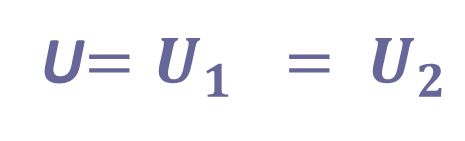 U= U₁ = U₂